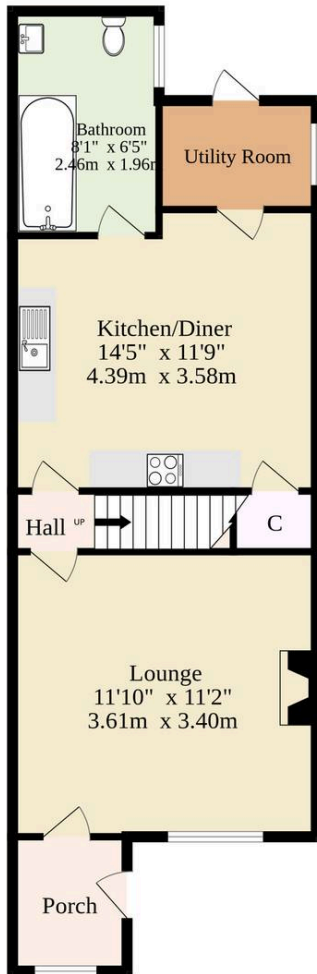 Bathroom
8'1" x 6'5"
2.46m x 1.96m
Utility Room
Kitchen/Diner
14'5" x 11'9"
4.39m x 3.58m
Hall
UP
C
Lounge
11'10" x 11'2"
3.61m x 3.40m
Porch